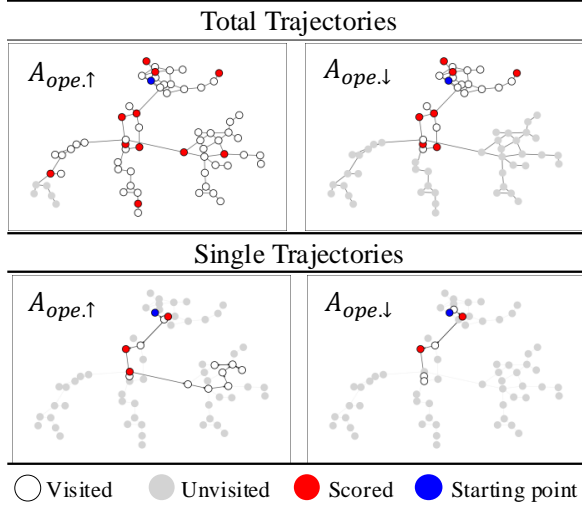 Total Trajectories
A_{ope.↑} A_{ope.↓}
Single Trajectories
A_{ope.↑} A_{ope.↓}
Visited Unvisited Scored Starting point